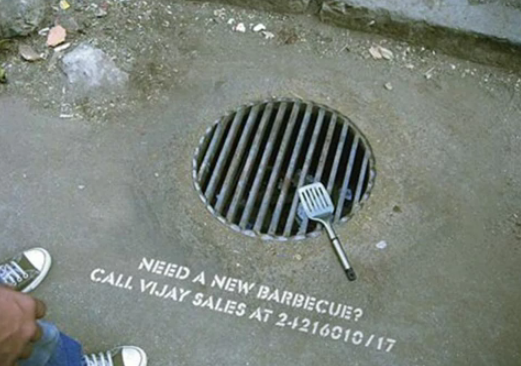 NEED A NEW BARBECUE?
CALL VIJAY SALES AT 24216010/17